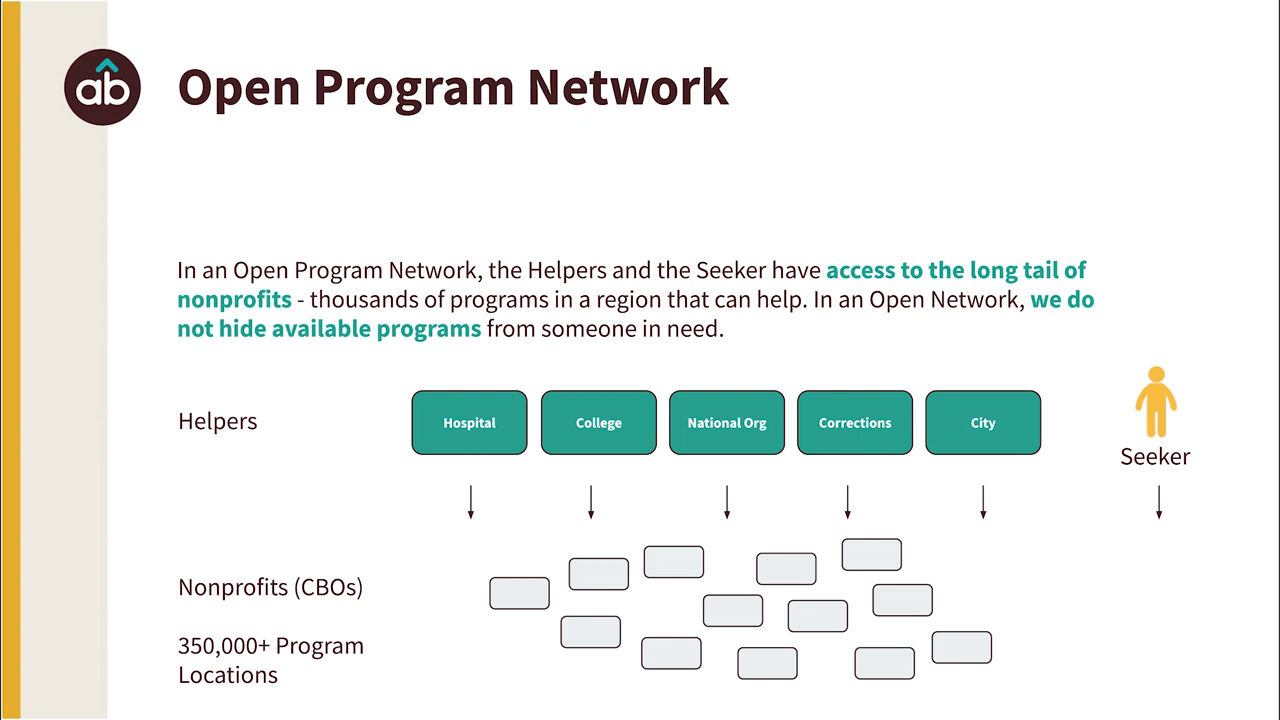 ab
Open Program Network
In an Open Program Network, the Helpers and the Seeker have access to the long tail of
nonprofits - thousands of programs in a region that can help. In an Open Network, we do
not hide available programs from someone in need.
Helpers
Hospital
College
National Org
Corrections
City
Seeker
Nonprofits (CBOs)
350,000+ Program
Locations